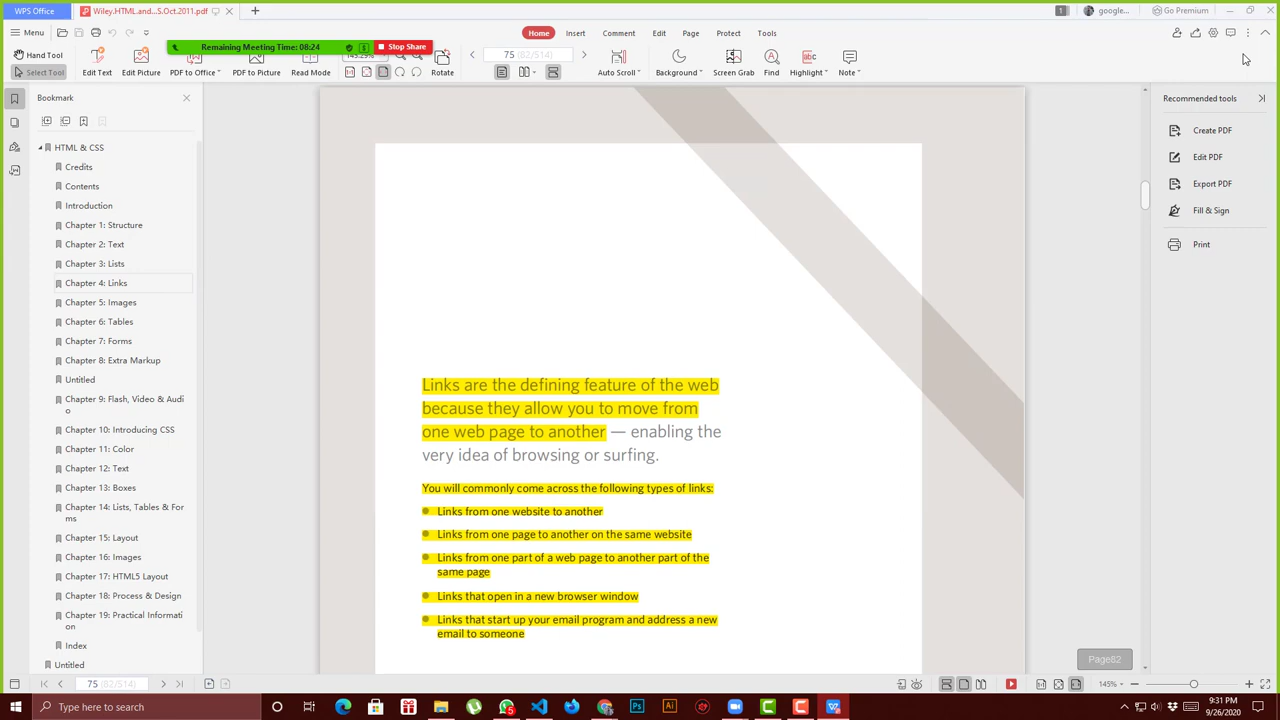 WPS Office
Wiley.HTML.and...S.Oct.2011.pdf
1
google...
Go Premium
Menu
Home
Insert
Comment
Edit
Page
Protect
Tools
Remaining Meeting Time: 08:24
Stop Share
Hand Tool
Select Tool
Edit Text
Edit Picture
PDF to Office
PDF to Picture
Read Mode
Rotate
75 (82/514)
Auto Scroll
Background
Screen Grab
Find
Highlight
Note
Bookmark
HTML & CSS
Credits
Contents
Introduction
Chapter 1: Structure
Chapter 2: Text
Chapter 3: Lists
Chapter 4: Links
Chapter 5: Images
Chapter 6: Tables
Chapter 7: Forms
Chapter 8: Extra Markup
Untitled
Chapter 9: Flash, Video & Audi
o
Chapter 10: Introducing CSS
Chapter 11: Color
Chapter 12: Text
Chapter 13: Boxes
Chapter 14: Lists, Tables & For
ms
Chapter 15: Layout
Chapter 16: Images
Chapter 17: HTML5 Layout
Chapter 18: Process & Design
Chapter 19: Practical Informati
on
Index
Untitled
Links are the defining feature of the web
because they allow you to move from
one web page to another — enabling the
very idea of browsing or surfing.
You will commonly come across the following types of links:
Links from one website to another
Links from one page to another on the same website
Links from one part of a web page to another part of the
same page
Links that open in a new browser window
Links that start up your email program and address a new
email to someone
Page82
Recommended tools
Create PDF
Edit PDF
Export PDF
Fill & Sign
Print
75 (82/514)
145%
Type here to search
9:31 PM
9/26/2020